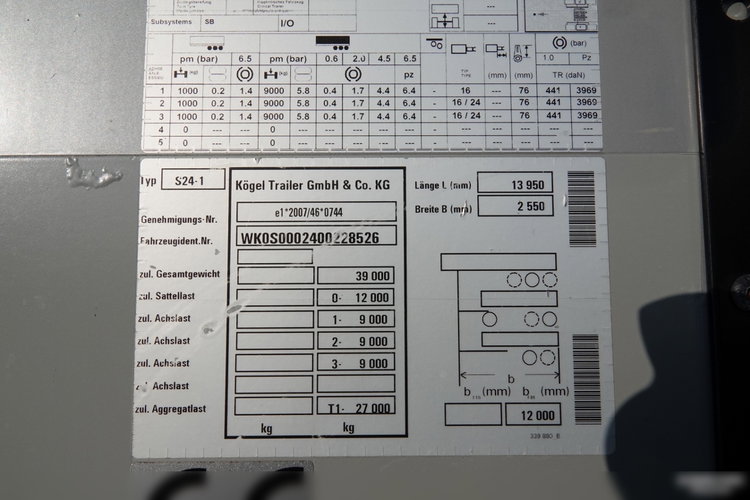 Subsystems SB I/O
pm (bar) 6.5 pm (bar) 0.6 2.0 4.5 6.5 (bar)
pz (mm) (mm) 1.0 Pz
TR (daN)
1 1000 0.2 1.4 9000 5.8 0.4 1.7 4.4 6.4 - 16 --- 76 441 3969
2 1000 0.2 1.4 9000 5.8 0.4 1.7 4.4 6.4 - 16 / 24 --- 76 441 3969
3 1000 0.2 1.4 9000 5.8 0.4 1.7 4.4 6.4 - 16 / 24 --- 76 441 3969
4 0 --- --- 0 --- --- --- --- --- - --- --- --- --- ---
5 0 --- --- 0 --- --- --- --- --- - --- --- --- --- ---
Typ S24-1
Kögel Trailer GmbH & Co. KG
Länge L (mm) 13 950
Genehmigungs-Nr. e1*2007/46*0744
Breite B (mm) 2 550
Fahrzeugident.Nr. WK0S0002400228526
zul. Gesamtgewicht 39 000
zul. Sattellast 0- 12 000
zul. Achslast 1- 9 000
zul. Achslast 2- 9 000
zul. Achslast 3- 9 000
zul. Achslast
zul. Aggregatlast T1- 27 000
kg kg
b
(mm) (mm)
12 000